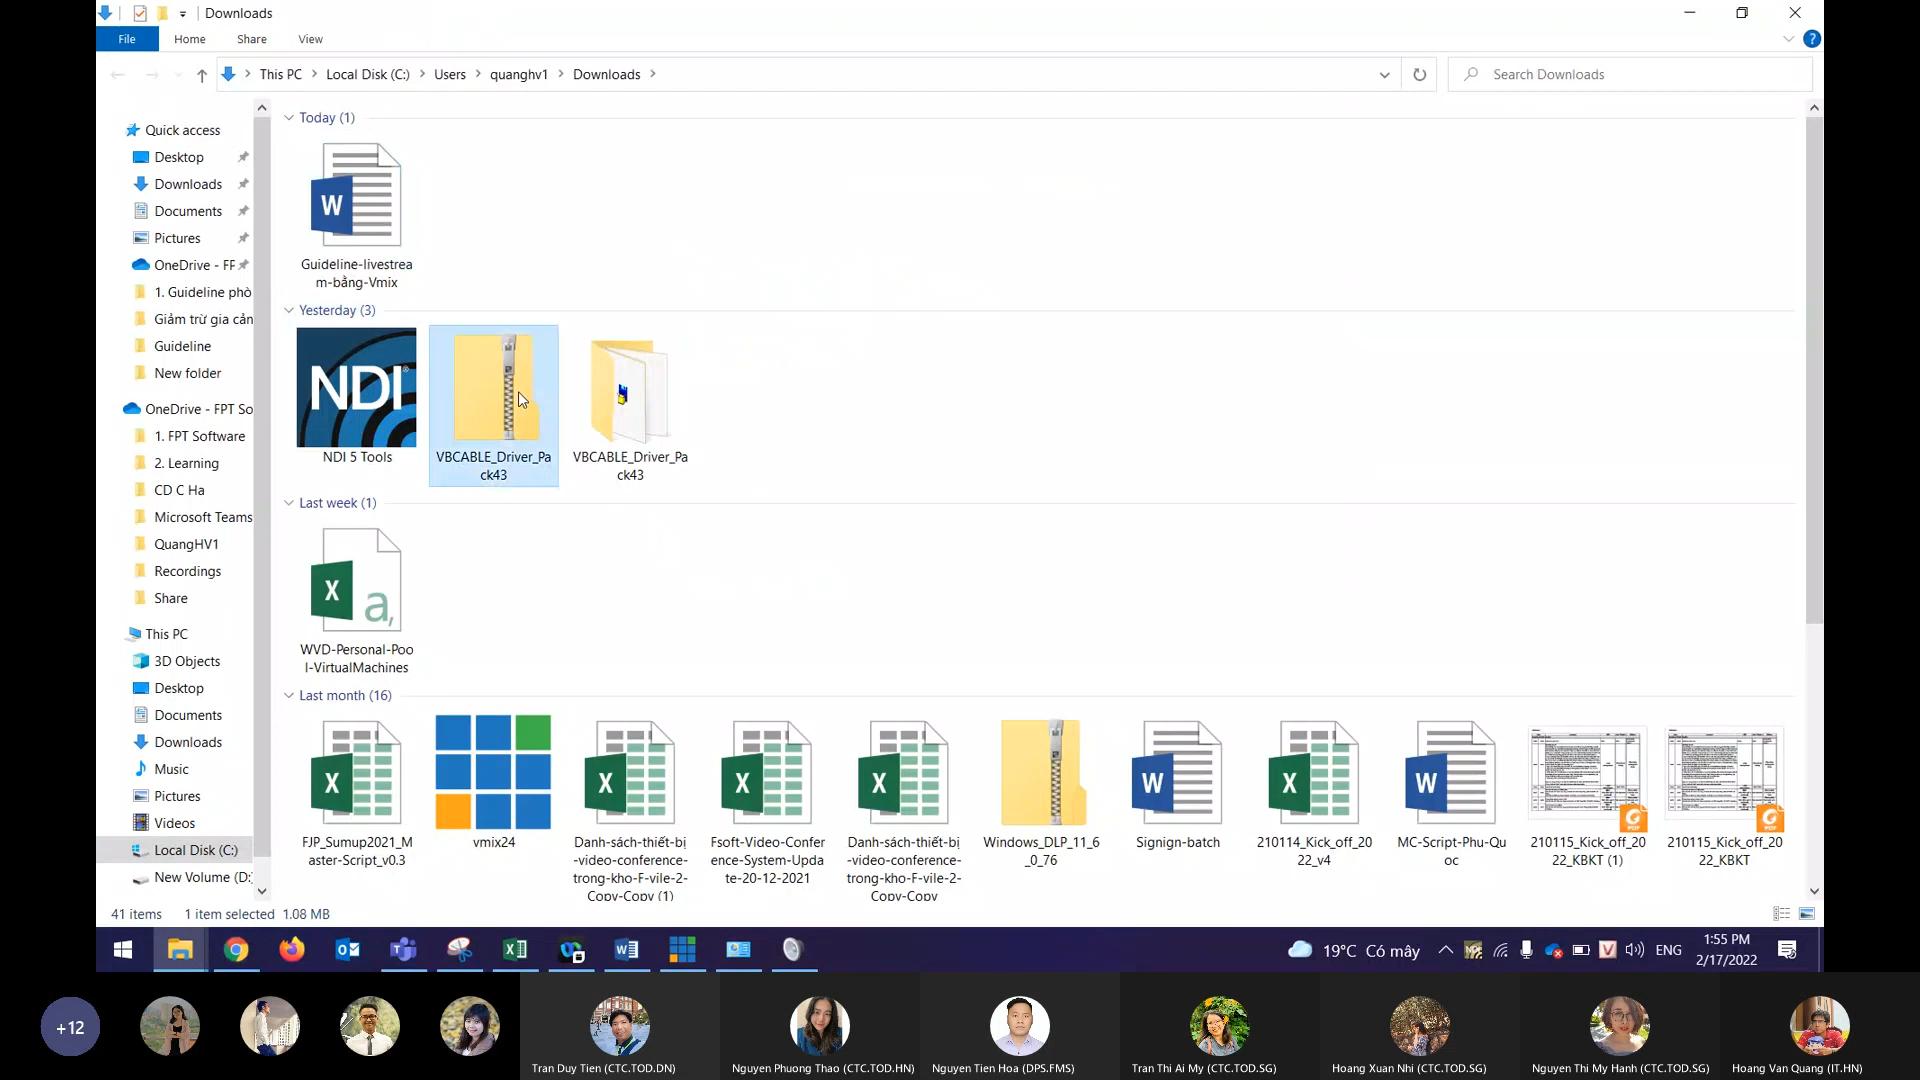 Downloads
File
Home
Share
View
This PC
Local Disk (C:)
Users
quanghv1
Downloads
Search Downloads
Quick access
Desktop
Downloads
Documents
Pictures
OneDrive - FF
1. Guideline phò
Giảm trừ gia cản
Guideline
New folder
OneDrive - FPT So
1. FPT Software
2. Learning
CD C Ha
Microsoft Teams
QuangHV1
Recordings
Share
This PC
3D Objects
Desktop
Documents
Downloads
Music
Pictures
Videos
Local Disk (C:)
New Volume (D:
Today (1)
Guideline-livestrea
m-bằng-Vmix
Yesterday (3)
NDI®
NDI 5 Tools
VBCABLE_Driver_Pa
ck43
VBCABLE_Driver_Pa
ck43
Last week (1)
WVD-Personal-Poo
l-VirtualMachines
Last month (16)
FJP_Sumup2021_M
aster-Script_v0.3
vmix24
Danh-sách-thiết-bị
-video-conference-
trong-kho-F-vile-2-
Copy-Copy (1)
Fsoft-Video-Confer
ence-System-Upda
te-20-12-2021
Danh-sách-thiết-bị
-video-conference-
trong-kho-F-vile-2-
Copy-Copy
Windows_DLP_11_6
_0_76
Signign-batch
210114_Kick_off_20
22_v4
MC-Script-Phu-Qu
oc
210115_Kick_off_20
22_KBKT (1)
210115_Kick_off_20
22_KBKT
41 items
1 item selected 1.08 MB
19°C Có mây
ENG
1:55 PM
2/17/2022
+12
Tran Duy Tien (CTC.TOD.DN)
Nguyen Phuong Thao (CTC.TOD.HN)
Nguyen Tien Hoa (DPS.FMS)
Tran Thi Ai My (CTC.TOD.SG)
Hoang Xuan Nhi (CTC.TOD.SG)
Nguyen Thi My Hanh (CTC.TOD.SG)
Hoang Van Quang (IT.HN)